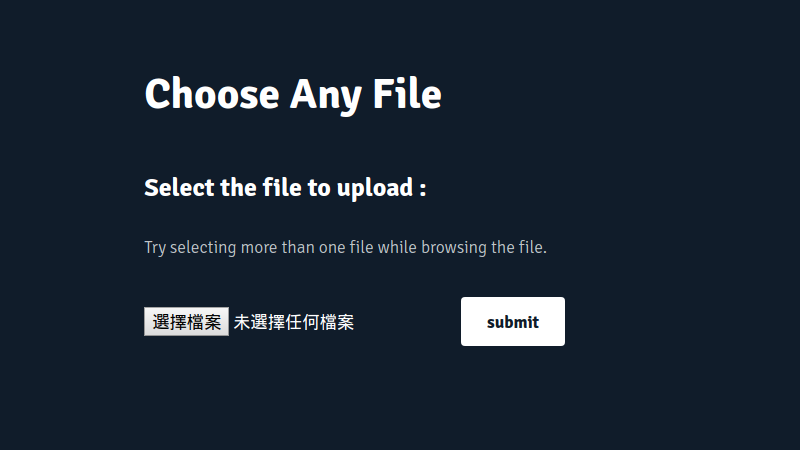 Choose Any File
Select the file to upload :
Try selecting more than one file while browsing the file.
選擇檔案 未選擇任何檔案
submit